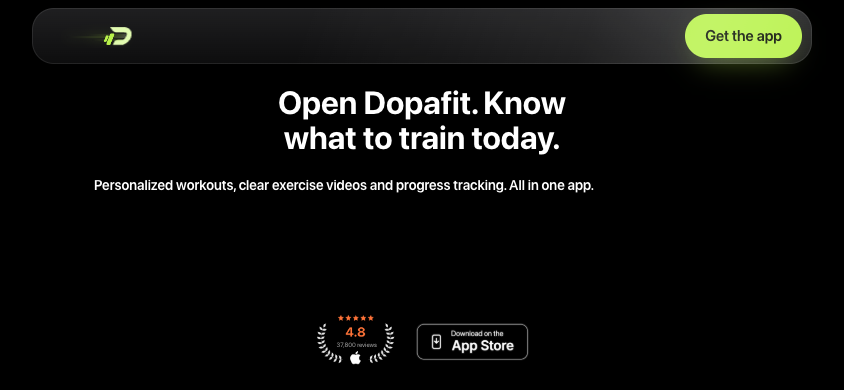 Get the app
Open Dopafit. Know
what to train today.
Personalized workouts, clear exercise videos and progress tracking. All in one app.
4.8
37,800 reviews
Download on the
App Store